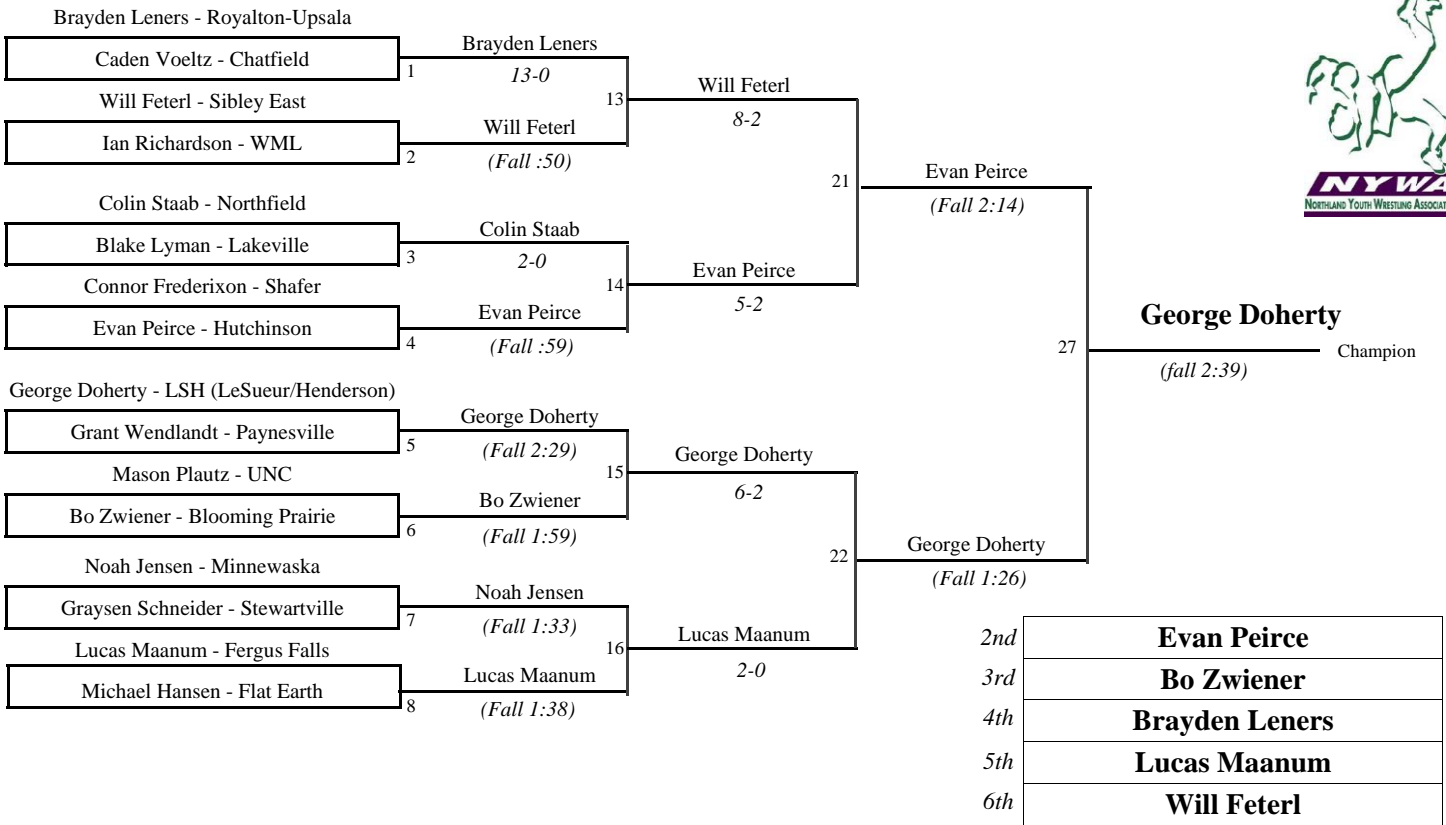 Brayden Leners - Royalton-Upsala
Caden Voeltz - Chatfield
1
Will Feterl - Sibley East
Ian Richardson - WML
2
Colin Staab - Northfield
Blake Lyman - Lakeville
3
Connor Frederixon - Shafer
Evan Peirce - Hutchinson
4
George Doherty - LSH (LeSueur/Henderson)
Grant Wendlandt - Paynesville
5
Mason Plautz - UNC
Bo Zwiener - Blooming Prairie
6
Noah Jensen - Minnewaska
Graysen Schneider - Stewartville
7
Lucas Maanum - Fergus Falls
Michael Hansen - Flat Earth
8
Brayden Leners
13-0
13
Will Feterl
(Fall :50)
Colin Staab
2-0
14
Evan Peirce
(Fall :59)
George Doherty
(Fall 2:29)
15
Bo Zwiener
(Fall 1:59)
Noah Jensen
(Fall 1:33)
16
Lucas Maanum
(Fall 1:38)
Will Feterl
8-2
21
Evan Peirce
5-2
George Doherty
6-2
22
Lucas Maanum
2-0
Evan Peirce
(Fall 2:14)
27
George Doherty
(Fall 1:26)
George Doherty
Champion
(fall 2:39)
NYWA
NORTHLAND YOUTH WRESTLING ASSOCIAT
2nd Evan Peirce
3rd Bo Zwiener
4th Brayden Leners
5th Lucas Maanum
6th Will Feterl